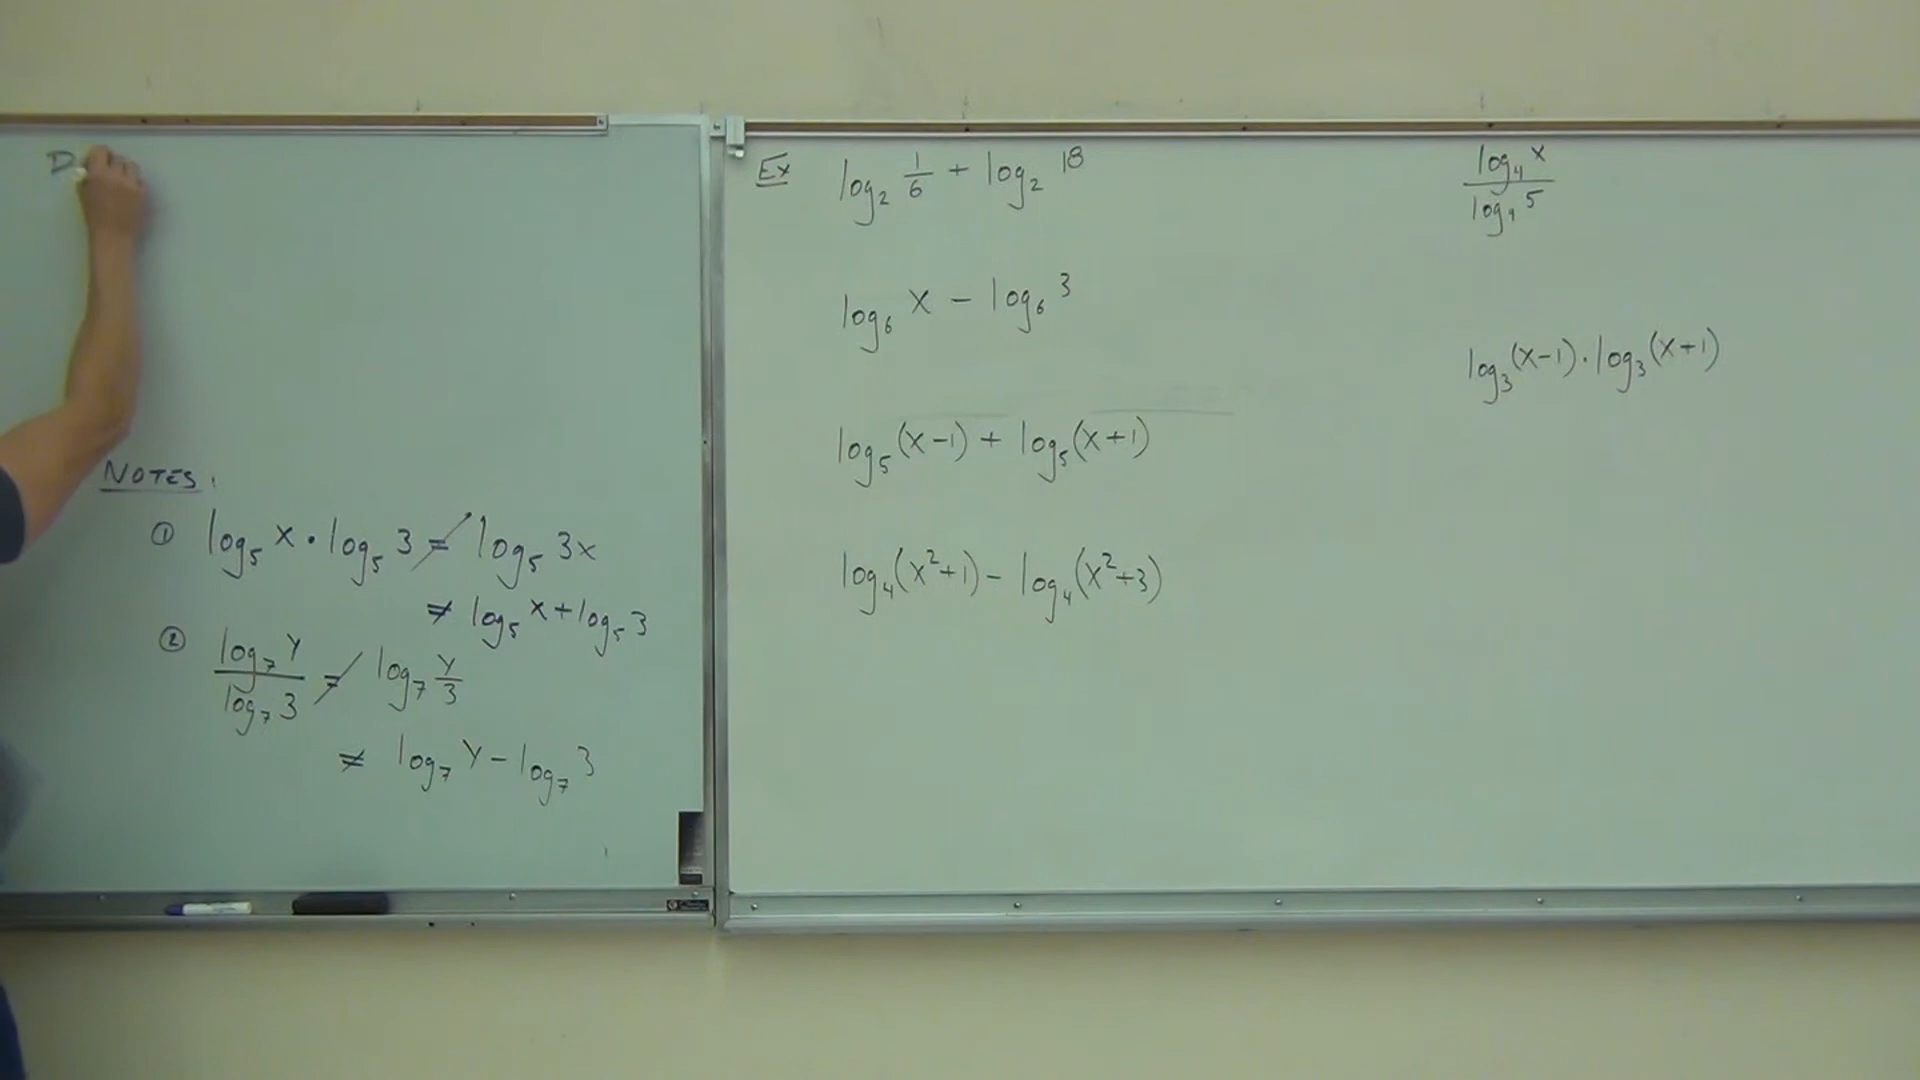 D
NOTES:
① log₅ x · log₅ 3 ≠ log₅ 3x
≠ log₅ x + log₅ 3
② log₇ y / log₇ 3 ≠ log₇ y/3
≠ log₇ y - log₇ 3
Ex log₂ 1/6 + log₂ 18
log₆ x - log₆ 3
log₅(x-1) + log₅(x+1)
log₄(x²+1) - log₄(x²+3)
log₄ x / log₄ 5
log₃(x-1) · log₃(x+1)